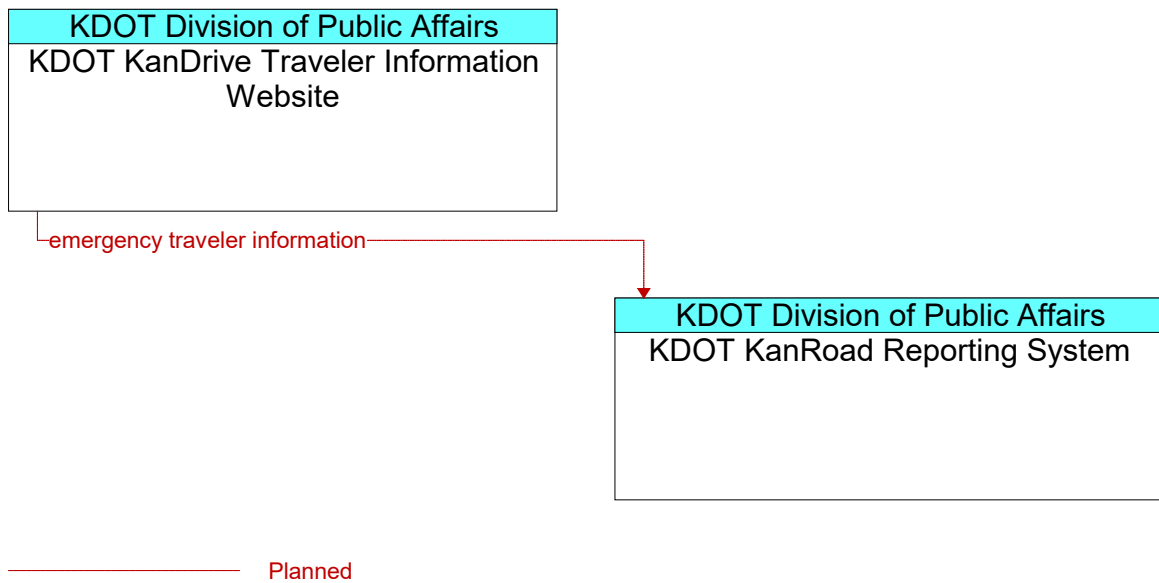 KDOT Division of Public Affairs
KDOT KanDrive Traveler Information
Website
emergency traveler information
KDOT Division of Public Affairs
KDOT KanRoad Reporting System
Planned